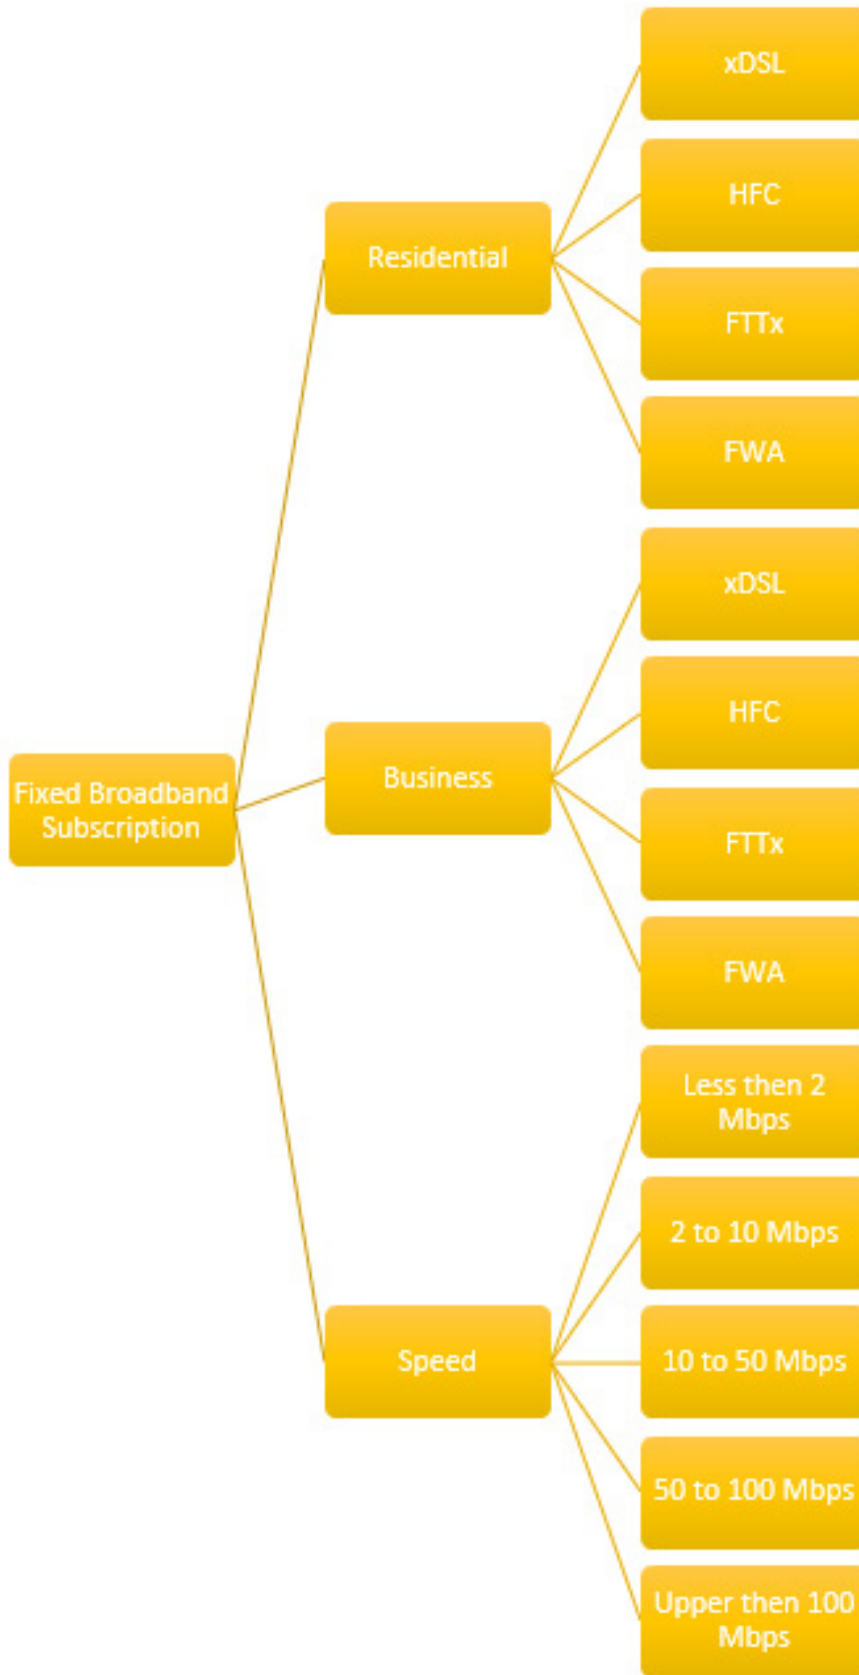 xDSL
HFC
Residential
FTTx
FWA
xDSL
HFC
Business
Fixed Broadband
Subscription
FTTx
FWA
Less then 2
Mbps
2 to 10 Mbps
Speed
10 to 50 Mbps
50 to 100 Mbps
Upper then 100
Mbps